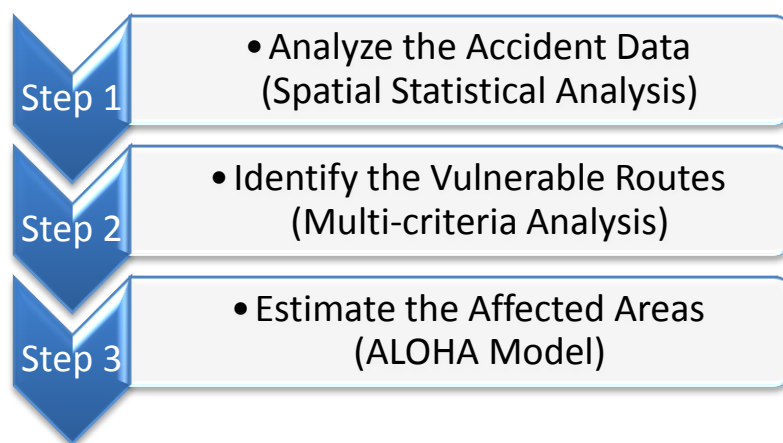 Step 1
• Analyze the Accident Data
(Spatial Statistical Analysis)
Step 2
• Identify the Vulnerable Routes
(Multi-criteria Analysis)
Step 3
• Estimate the Affected Areas
(ALOHA Model)